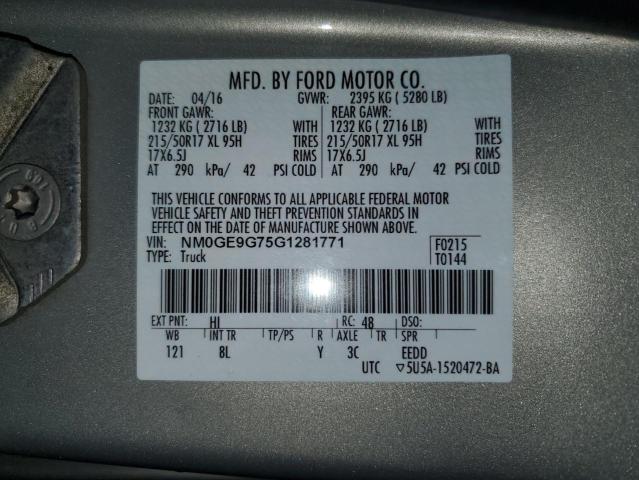 MFD. BY FORD MOTOR CO.
DATE: 04/16 GVWR: 2395 KG ( 5280 LB)
FRONT GAWR: REAR GAWR:
1232 KG ( 2716 LB) WITH 1232 KG ( 2716 LB) WITH
215/50R17 XL 95H TIRES 215/50R17 XL 95H TIRES
17X6.5J RIMS 17X6.5J RIMS
AT 290 kPa/ 42 PSI COLD AT 290 kPa/ 42 PSI COLD
THIS VEHICLE CONFORMS TO ALL APPLICABLE FEDERAL MOTOR
VEHICLE SAFETY AND THEFT PREVENTION STANDARDS IN
EFFECT ON THE DATE OF MANUFACTURE SHOWN ABOVE.
VIN: NM0GE9G75G1281771 F0215
TYPE: Truck T0144
EXT PNT: HI RC: 48 DSO:
WB INT TR TP/PS R AXLE TR SPR
121 8L Y 3C EEDD
UTC ▽5U5A-1520472-BA